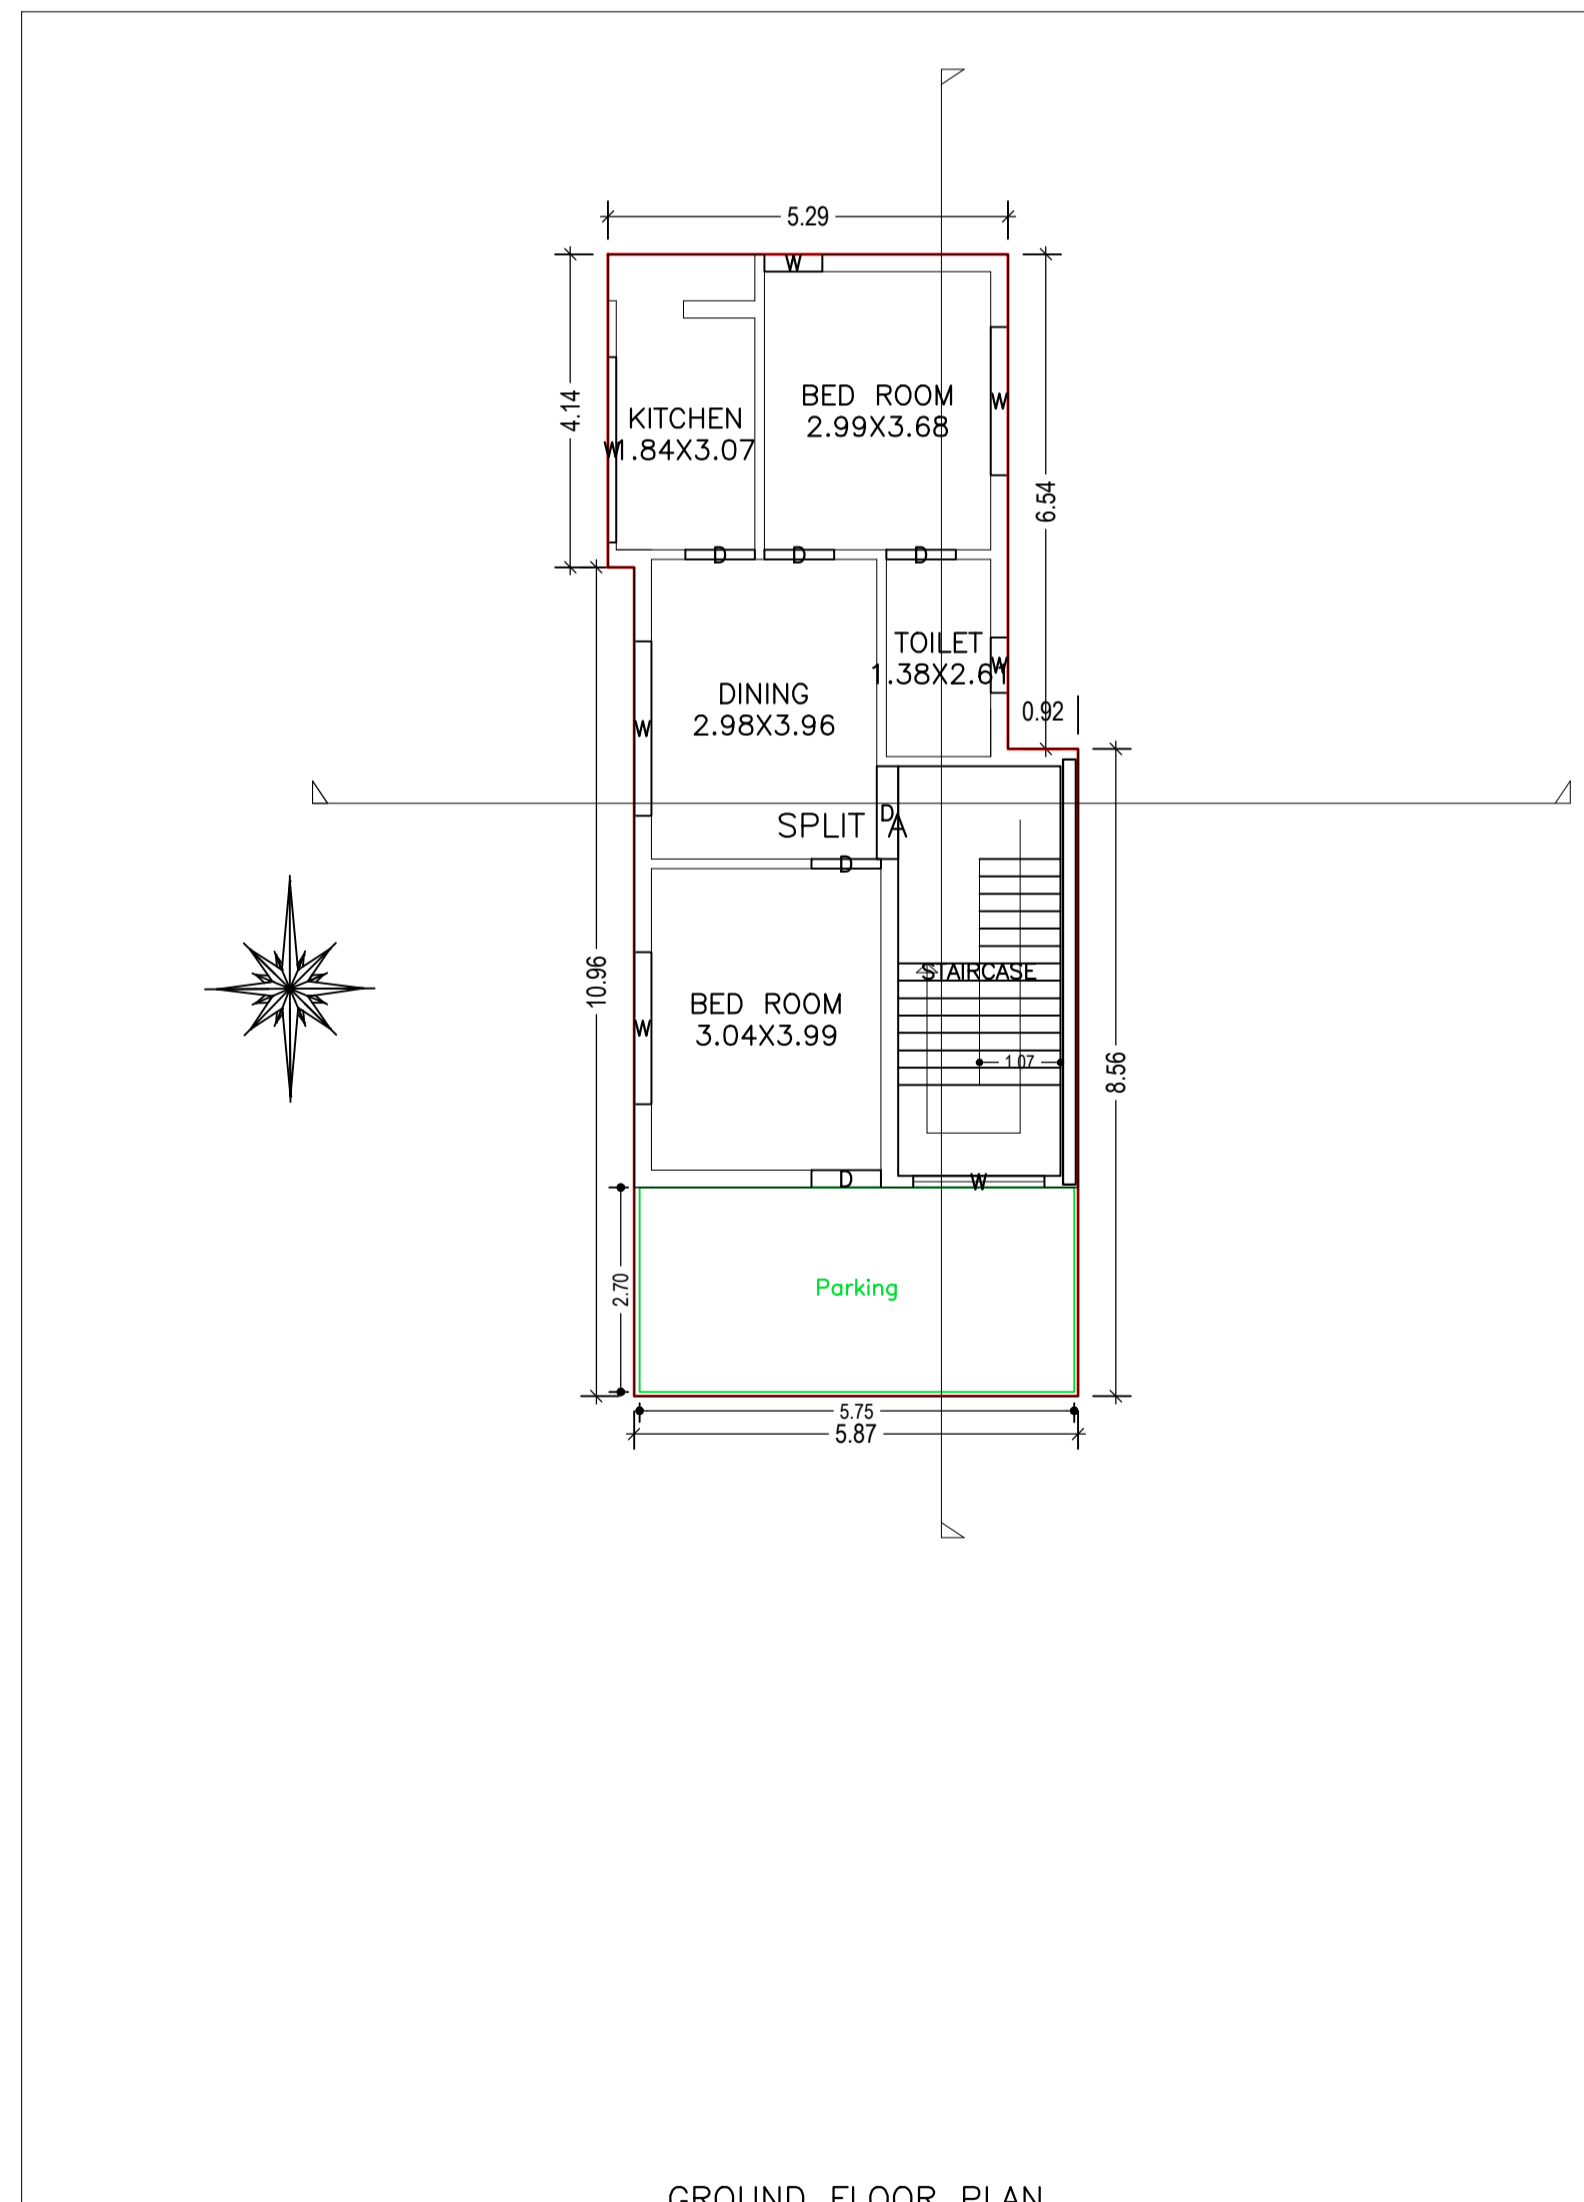 5.29
W
4.14
BED ROOM
2.99X3.68
W
KITCHEN
W
1.84X3.07
6.54
D
D
D
TOILET
1.38X2.61
W
DINING
2.98X3.96
W
0.92
SPLIT A
D
D
10.96
STAIRCASE
BED ROOM
3.04X3.99
W
1.07
8.56
D
W
2.70
Parking
5.75
5.87
GROUND FLOOR PLAN